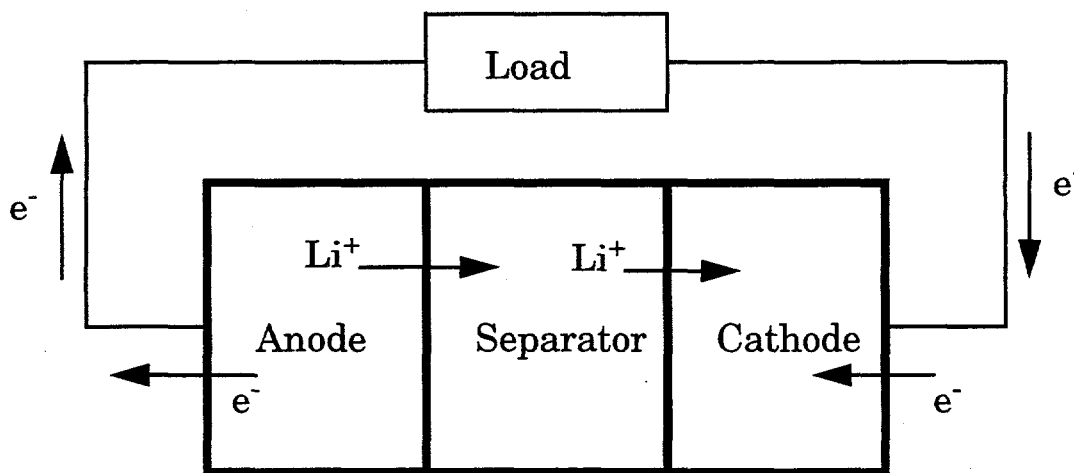 Load
e⁻
e⁻
Li⁺ Li⁺
Anode Separator Cathode
e⁻ e⁻